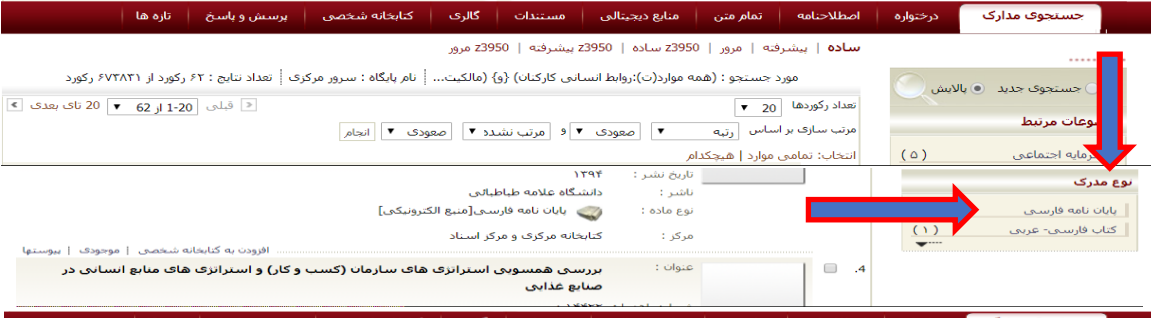 جستجوی مدارک درختواره اصطلاحنامه تمام متن منابع دیجیتالی مستندات گالری کتابخانه شخصی پرسش و پاسخ تازه ها
ساده | پیشرفته | مرور | z3950 ساده | z3950 پیشرفته | z3950 مرور
مورد جستجو : (همه موارد(ت):روابط انسانی کارکنان) {و} (مالکیت... نام پایگاه : سرور مرکزی تعداد نتایج : ۶۲ رکورد از ۶۷۳۸۳۱ رکورد
جستجوی جدید پالایش
تعداد رکوردها 20 قبلی 1-20 از 62 20 تای بعدی
مرتب سازی بر اساس رتبه صعودی و مرتب نشده صعودی انجام
انتخاب: تمامی موارد | هیچکدام
مرتبط
اجتماعی (۵)
نوع مدرک
پایان نامه فارسی
کتاب فارسی- عربی (۱)
تاریخ نشر : ۱۳۹۴
ناشر : دانشگاه علامه طباطبائی
نوع ماده : پایان نامه فارسی[منبع الکترونیکی]
مرکز : کتابخانه مرکزی و مرکز اسناد
افزودن به کتابخانه شخصی | موجودی | پیوستها
4. عنوان : بررسی همسویی استراتژی های سازمان (کسب و کار) و استراتژی های منابع انسانی در
صنایع غذایی